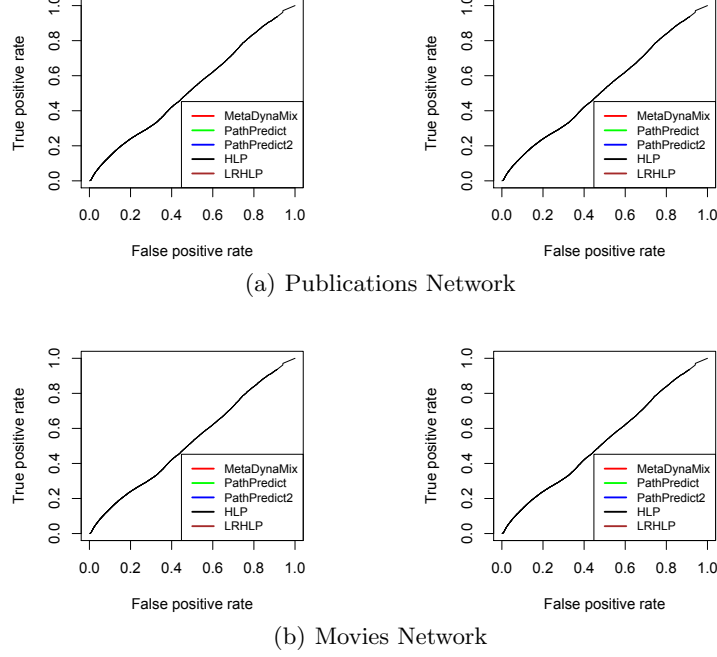 True positive rate
0.0 0.2 0.4 0.6 0.8 1.0
MetaDynaMix
PathPredict
PathPredict2
HLP
LRHLP
0.0 0.2 0.4 0.6 0.8 1.0
False positive rate
True positive rate
0.0 0.2 0.4 0.6 0.8 1.0
MetaDynaMix
PathPredict
PathPredict2
HLP
LRHLP
0.0 0.2 0.4 0.6 0.8 1.0
False positive rate
(a) Publications Network
True positive rate
0.0 0.2 0.4 0.6 0.8 1.0
MetaDynaMix
PathPredict
PathPredict2
HLP
LRHLP
0.0 0.2 0.4 0.6 0.8 1.0
False positive rate
True positive rate
0.0 0.2 0.4 0.6 0.8 1.0
MetaDynaMix
PathPredict
PathPredict2
HLP
LRHLP
0.0 0.2 0.4 0.6 0.8 1.0
False positive rate
(b) Movies Network